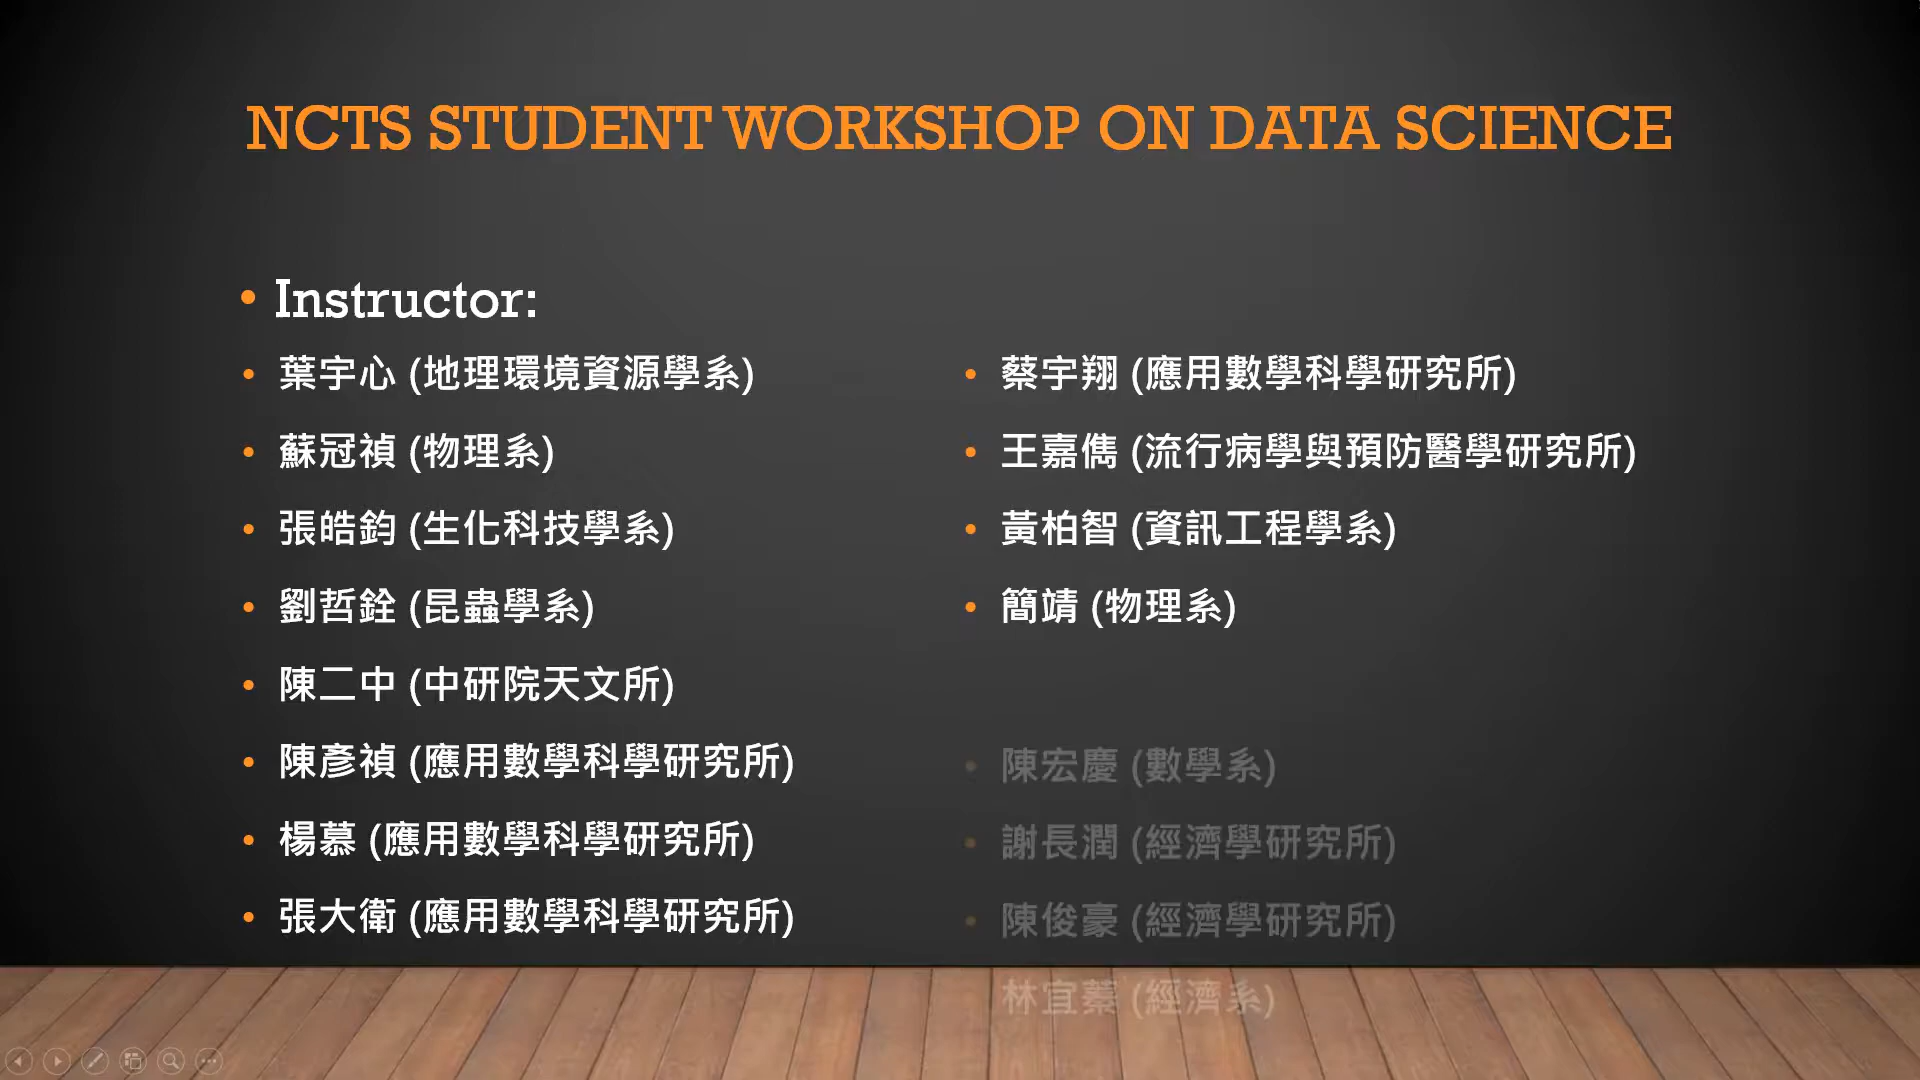 NCTS STUDENT WORKSHOP ON DATA SCIENCE
• Instructor:
• 葉宇心 (地理環境資源學系)
• 蘇冠禎 (物理系)
• 張皓鈞 (生化科技學系)
• 劉哲銓 (昆蟲學系)
• 陳二中 (中研院天文所)
• 陳彥禎 (應用數學科學研究所)
• 楊慕 (應用數學科學研究所)
• 張大衛 (應用數學科學研究所)
• 蔡宇翔 (應用數學科學研究所)
• 王嘉儁 (流行病學與預防醫學研究所)
• 黃柏智 (資訊工程學系)
• 簡靖 (物理系)
• 陳宏慶 (數學系)
• 謝長潤 (經濟學研究所)
• 陳俊豪 (經濟學研究所)
林宜蓁 (經濟系)